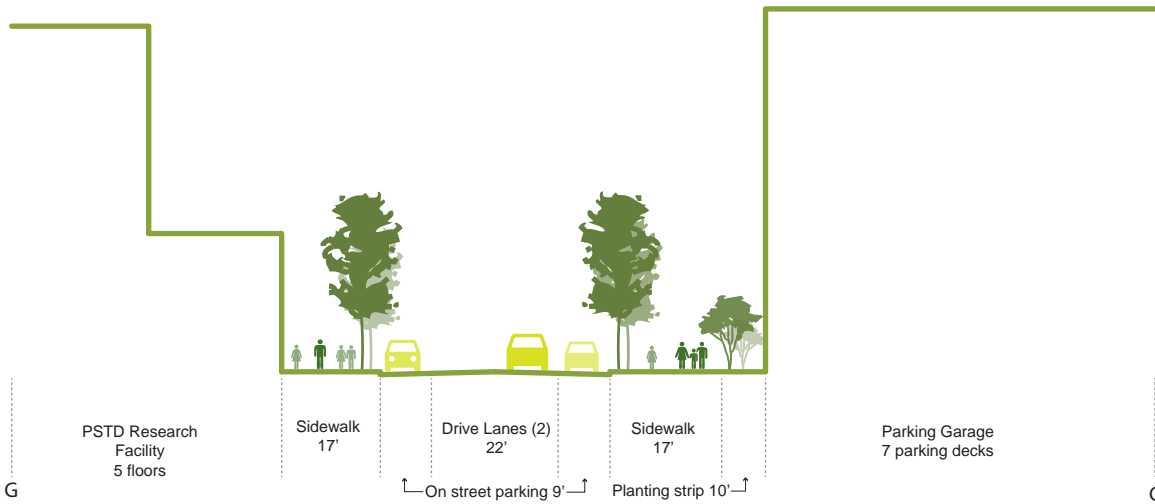 PSTD Research
Facility
5 floors
Sidewalk
17’
Drive Lanes (2)
22’
Sidewalk
17’
Parking Garage
7 parking decks
On street parking 9’
Planting strip 10’
G